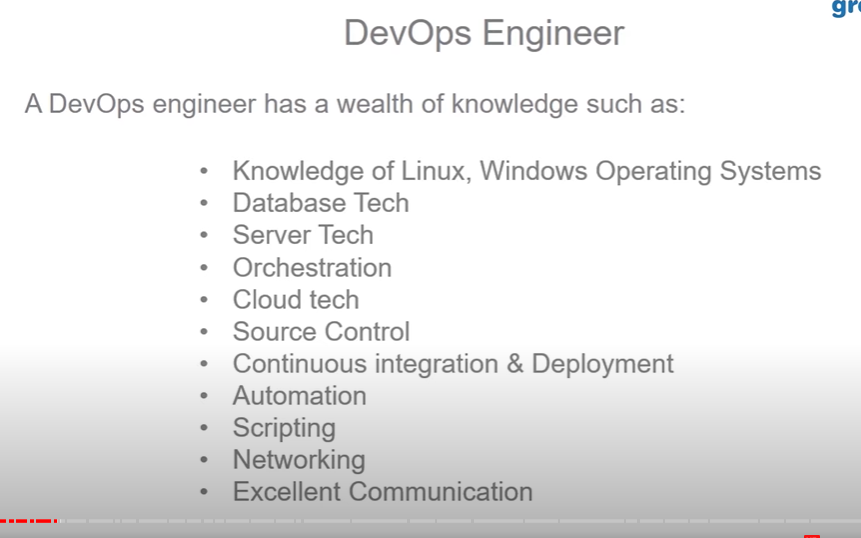 DevOps Engineer
A DevOps engineer has a wealth of knowledge such as:
• Knowledge of Linux, Windows Operating Systems
• Database Tech
• Server Tech
• Orchestration
• Cloud tech
• Source Control
• Continuous integration & Deployment
• Automation
• Scripting
• Networking
• Excellent Communication